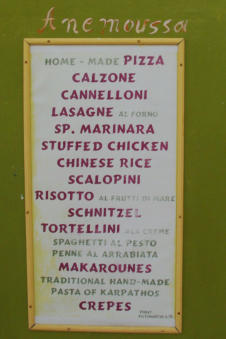 Anemoussa
HOME - MADE PIZZA
CALZONE
CANNELLONI
LASAGNE AL FORNO
SP. MARINARA
STUFFED CHICKEN
CHINESE RICE
SCALOPINI
RISOTTO AL FRUTTI DI MARE
SCHNITZEL
TORTELLINI ALA CREME
SPAGHETTI AL PESTO
PENNE AL ARRABIATA
MAKAROUNES
TRADITIONAL HAND-MADE
PASTA OF KARPATHOS
CREPES